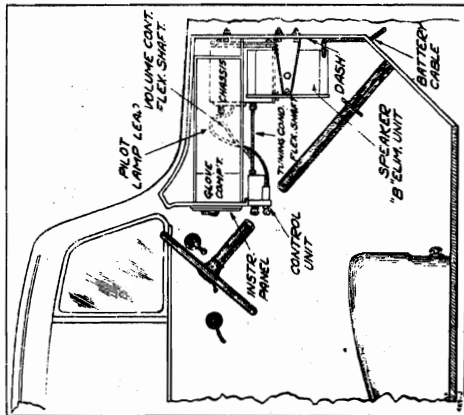 PILOT
LAMP LEAD
VOLUME CONT.
FLEX. SHAFT.
CHASSIS
GLOVE
COMPT.
TUNING COND.
FLEX. SHAFT
INSTR.
PANEL
CONTROL
UNIT
DASH
SPEAKER
"B" ELIM. UNIT
BATTERY
CABLE